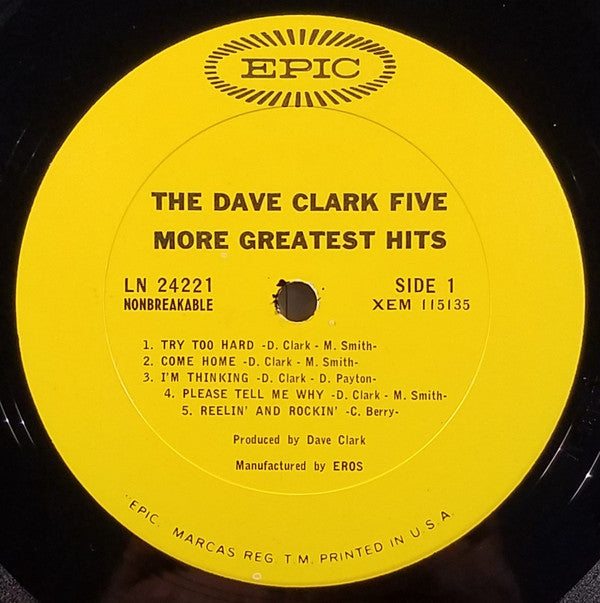 EPIC
THE DAVE CLARK FIVE
MORE GREATEST HITS
LN 24221
NONBREAKABLE
SIDE 1
XEM 115135
1. TRY TOO HARD -D. Clark - M. Smith-
2. COME HOME -D. Clark - M. Smith-
3. I'M THINKING -D. Clark - D. Payton-
4. PLEASE TELL ME WHY -D. Clark - M. Smith-
5. REELIN' AND ROCKIN' -C. Berry-
Produced by Dave Clark
Manufactured by EROS
"EPIC, MARCAS REG. T.M. PRINTED IN U.S.A.